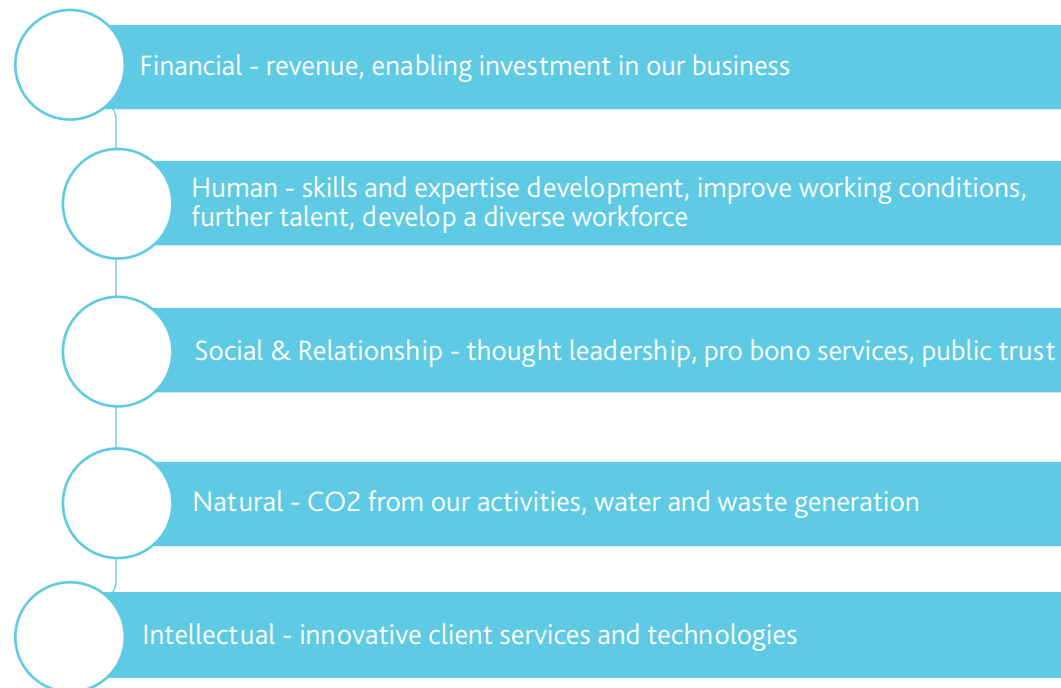 Financial - revenue, enabling investment in our business
Human - skills and expertise development, improve working conditions,
further talent, develop a diverse workforce
Social & Relationship - thought leadership, pro bono services, public trust
Natural - CO2 from our activities, water and waste generation
Intellectual - innovative client services and technologies